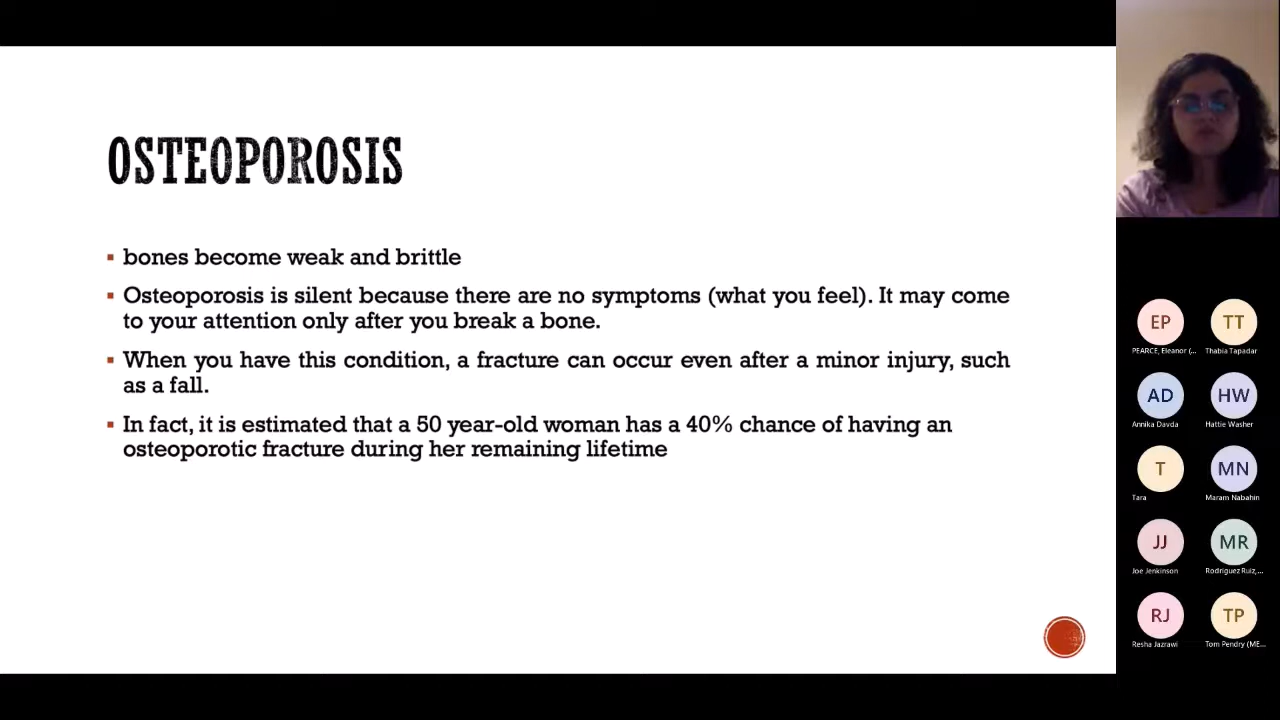 OSTEOPOROSIS
▪ bones become weak and brittle
▪ Osteoporosis is silent because there are no symptoms (what you feel). It may come
to your attention only after you break a bone.
▪ When you have this condition, a fracture can occur even after a minor injury, such
as a fall.
▪ In fact, it is estimated that a 50 year-old woman has a 40% chance of having an
osteoporotic fracture during her remaining lifetime
EP
TT
PEARCE, Eleanor (...
Thabia Tapadar
AD
HW
Annika Davda
Hattie Washer
T
MN
Tara
Maram Nabahin
JJ
MR
Joe Jenkinson
Rodriguez Ruiz,...
RJ
TP
Resha Jazrawi
Tom Pendry (ME...